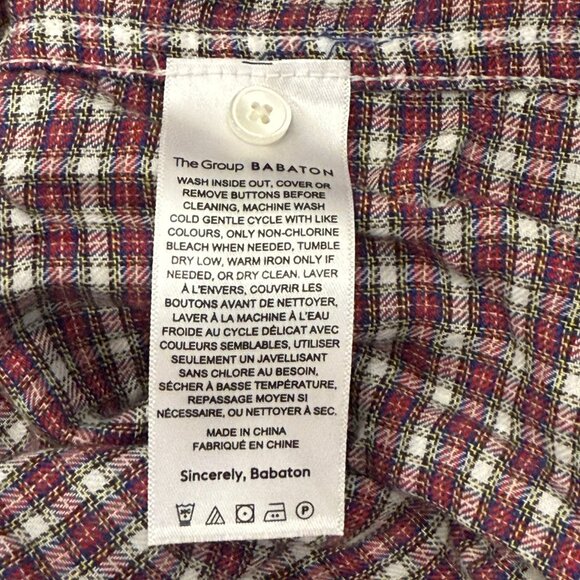 The Group BABATON
WASH INSIDE OUT, COVER OR
REMOVE BUTTONS BEFORE
CLEANING, MACHINE WASH
COLD GENTLE CYCLE WITH LIKE
COLOURS, ONLY NON-CHLORINE
BLEACH WHEN NEEDED, TUMBLE
DRY LOW, WARM IRON ONLY IF
NEEDED, OR DRY CLEAN. LAVER
À L'ENVERS, COUVRIR LES
BOUTONS AVANT DE NETTOYER,
LAVER À LA MACHINE À L'EAU
FROIDE AU CYCLE DÉLICAT AVEC
COULEURS SEMBLABLES, UTILISER
SEULEMENT UN JAVELLISANT
SANS CHLORE AU BESOIN,
SÉCHER À BASSE TEMPÉRATURE,
REPASSAGE MOYEN SI
NÉCESSAIRE, OU NETTOYER À SEC.
MADE IN CHINA
FABRIQUÉ EN CHINE
Sincerely, Babaton
P